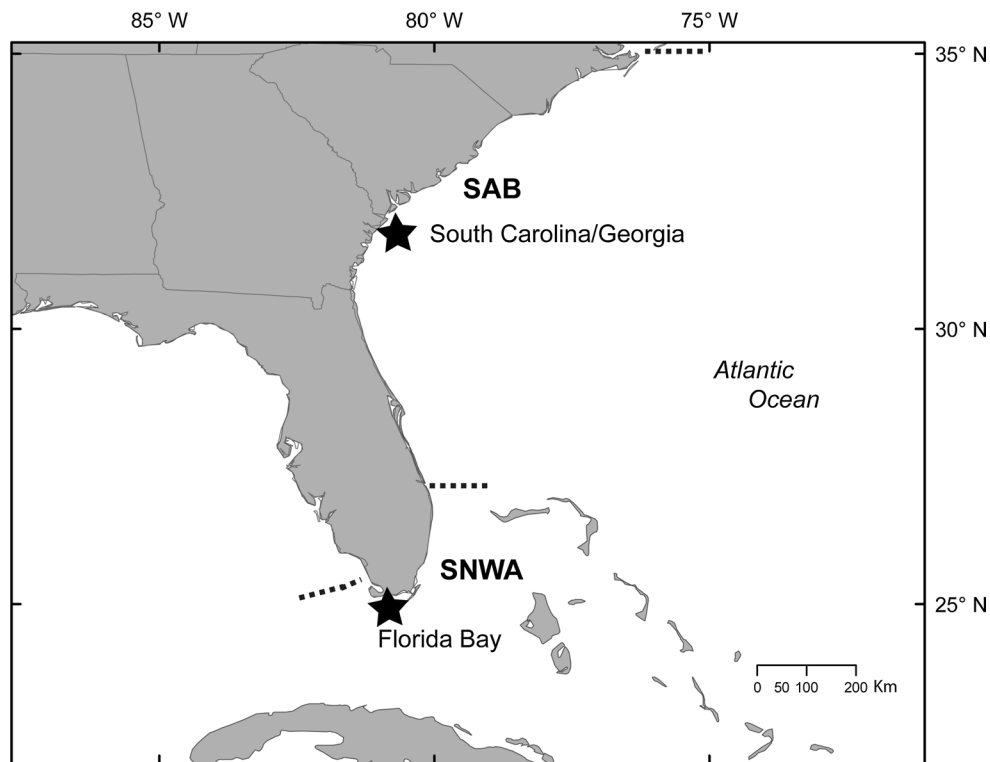 85° W 80° W 75° W
35° N
SAB
South Carolina/Georgia
30° N
Atlantic
Ocean
SNWA
25° N
Florida Bay
0 50 100 200 Km